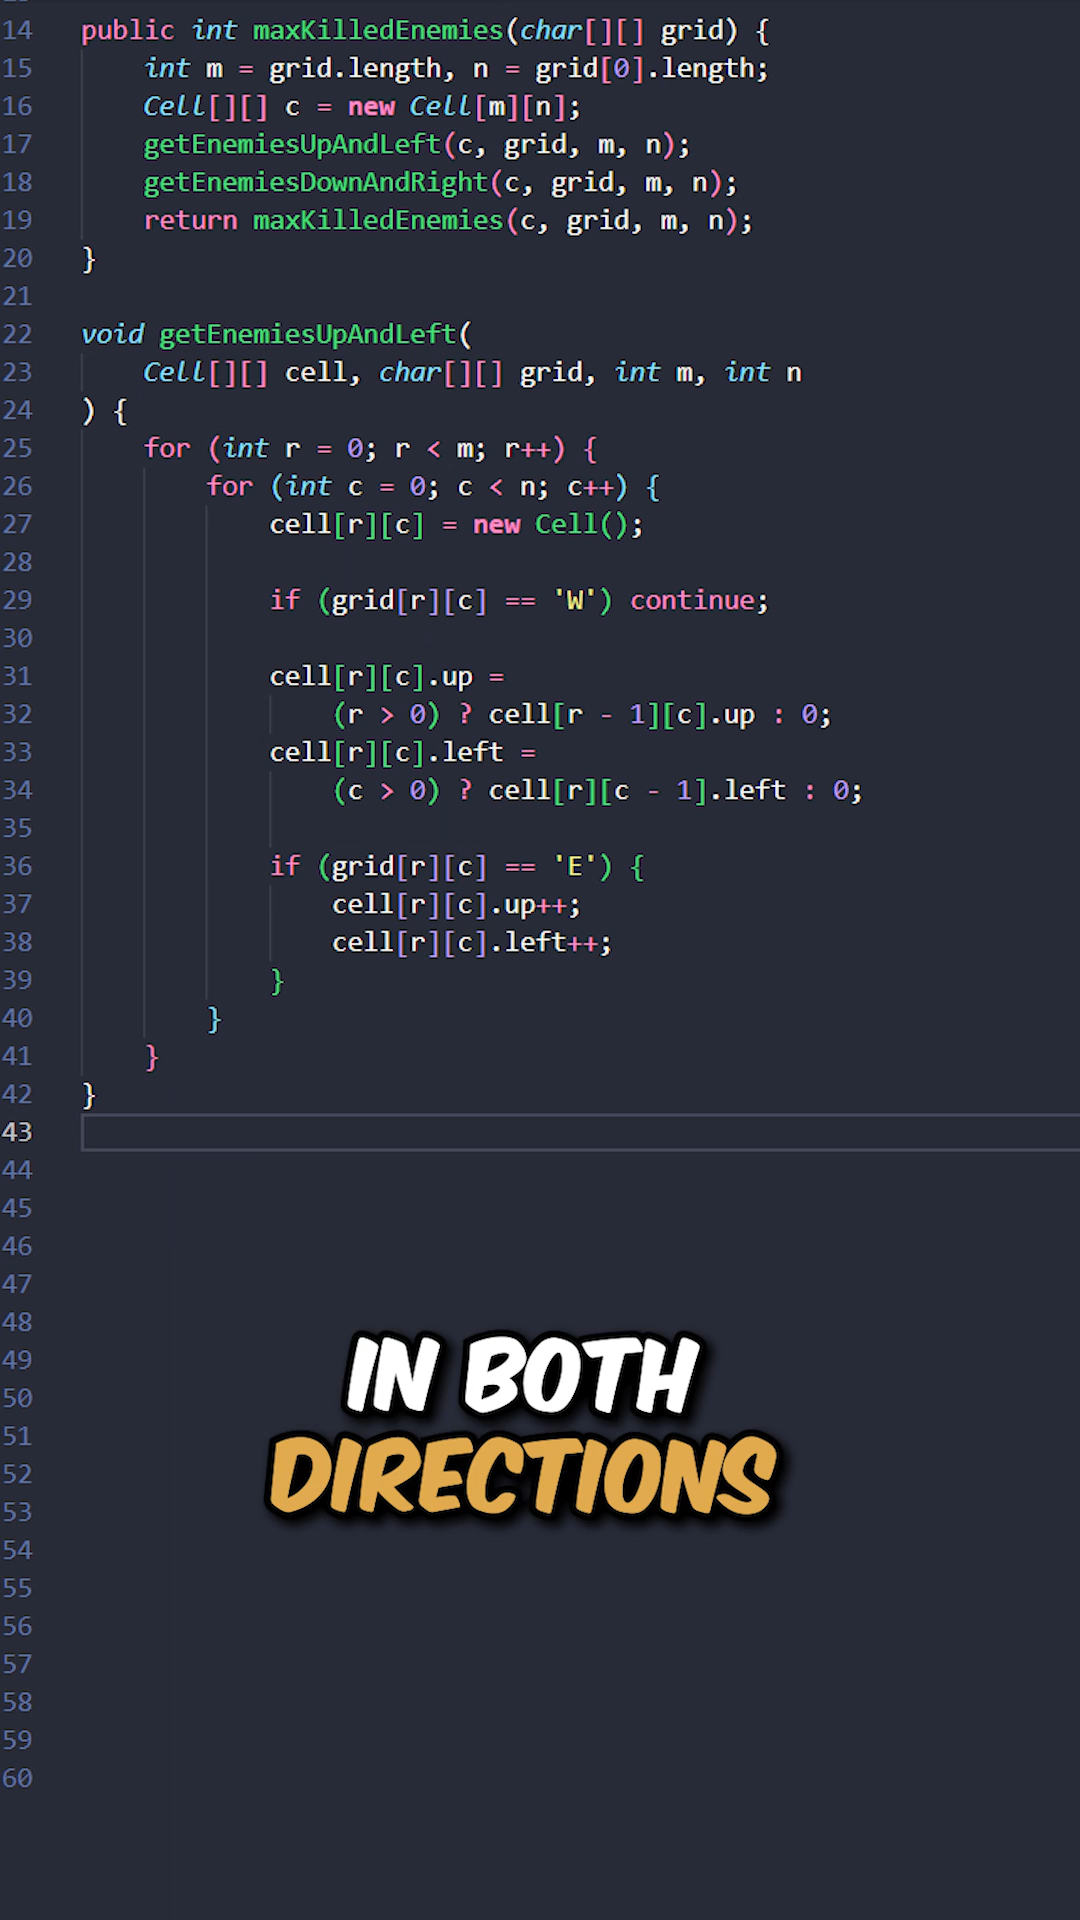 14 public int maxKilledEnemies(char[][] grid) {
15     int m = grid.length, n = grid[0].length;
16     Cell[][] c = new Cell[m][n];
17     getEnemiesUpAndLeft(c, grid, m, n);
18     getEnemiesDownAndRight(c, grid, m, n);
19     return maxKilledEnemies(c, grid, m, n);
20 }
21
22 void getEnemiesUpAndLeft(
23     Cell[][] cell, char[][] grid, int m, int n
24 ) {
25     for (int r = 0; r < m; r++) {
26         for (int c = 0; c < n; c++) {
27             cell[r][c] = new Cell();
28
29             if (grid[r][c] == 'W') continue;
30
31             cell[r][c].up =
32                 (r > 0) ? cell[r - 1][c].up : 0;
33             cell[r][c].left =
34                 (c > 0) ? cell[r][c - 1].left : 0;
35
36             if (grid[r][c] == 'E') {
37                 cell[r][c].up++;
38                 cell[r][c].left++;
39             }
40         }
41     }
42 }
43
44
45
46
47
48
49
50
51
52
53
54
55
56
57
58
59
60
IN BOTH
DIRECTIONS